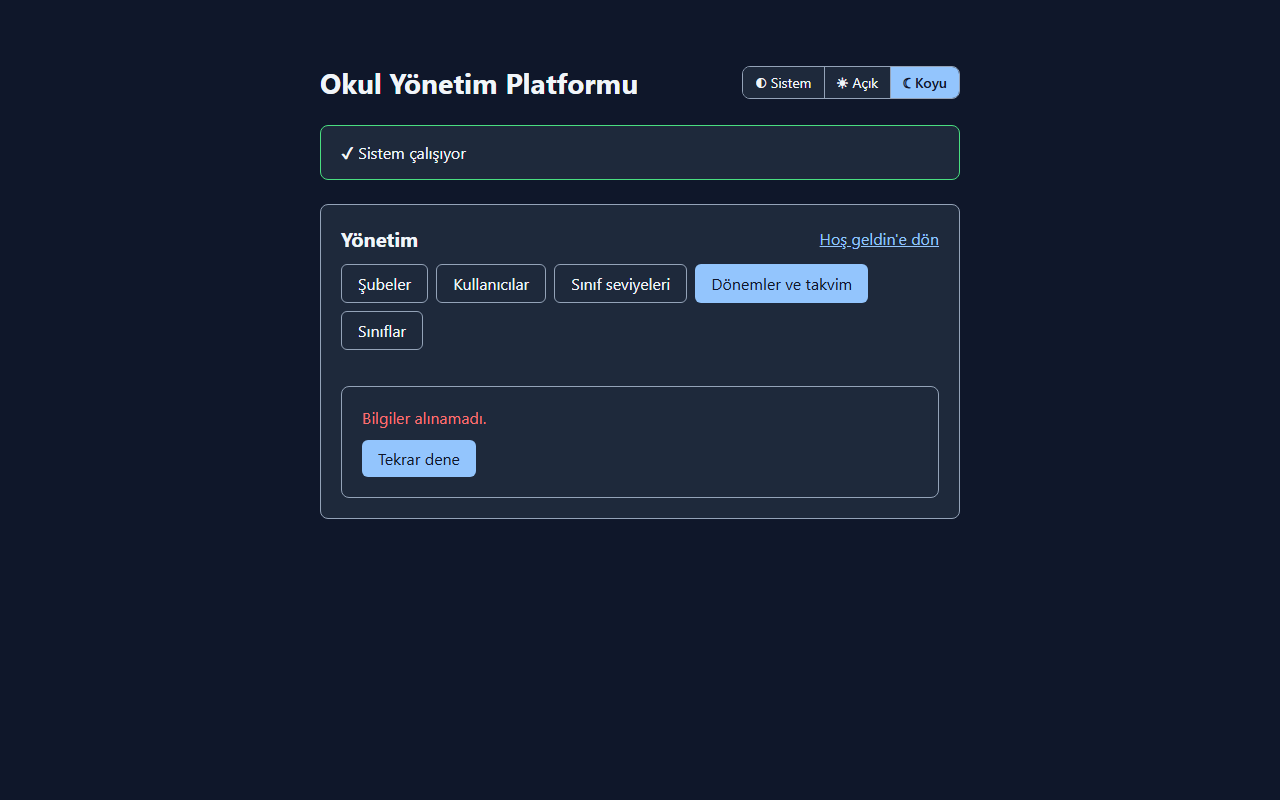 Okul Yönetim Platformu
◐ Sistem ☀ Açık ☾ Koyu
✓ Sistem çalışıyor
Yönetim
Hoş geldin'e dön
Şubeler Kullanıcılar Sınıf seviyeleri Dönemler ve takvim
Sınıflar
Bilgiler alınamadı.
Tekrar dene